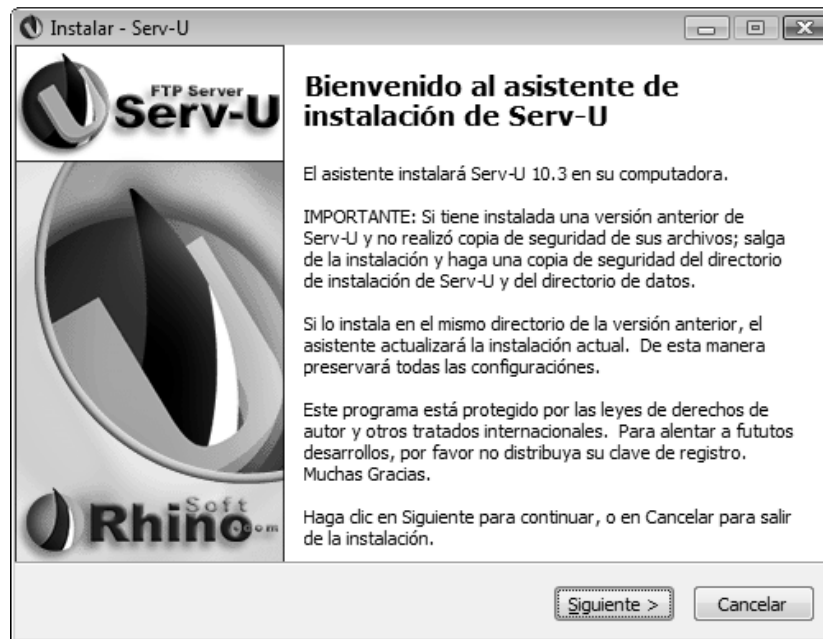 Instalar - Serv-U
FTP Server
Serv-U
Bienvenido al asistente de
instalación de Serv-U
El asistente instalará Serv-U 10.3 en su computadora.
IMPORTANTE: Si tiene instalada una versión anterior de
Serv-U y no realizó copia de seguridad de sus archivos; salga
de la instalación y haga una copia de seguridad del directorio
de instalación de Serv-U y del directorio de datos.
Si lo instala en el mismo directorio de la versión anterior, el
asistente actualizará la instalación actual.  De esta manera
preservará todas las configuraciónes.
Este programa está protegido por las leyes de derechos de
autor y otros tratados internacionales.  Para alentar a fututos
desarrollos, por favor no distribuya su clave de registro.
Muchas Gracias.
Haga clic en Siguiente para continuar, o en Cancelar para salir
de la instalación.
Soft
Rhino.com
Siguiente >
Cancelar